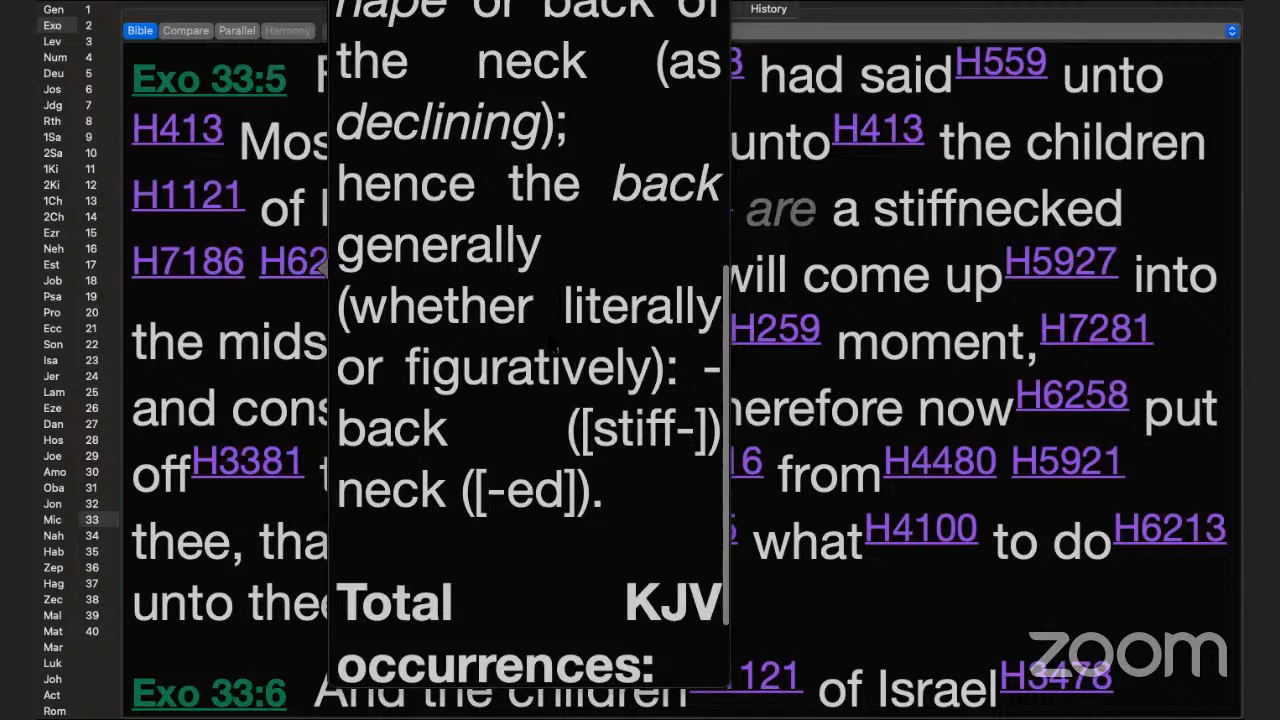 Gen 1
Exo 2
Lev 3
Num 4
Deu 5
Jos 6
Jdg 7
Rth 8
1Sa 9
2Sa 10
1Ki 11
2Ki 12
1Ch 13
2Ch 14
Ezr 15
Neh 16
Est 17
Job 18
Psa 19
Pro 20
Ecc 21
Son 22
Isa 23
Jer 24
Lam 25
Eze 26
Dan 27
Hos 28
Joe 29
Amo 30
Oba 31
Jon 32
Mic 33
Nah 34
Hab 35
Zep 36
Hag 37
Zec 38
Mal 39
Mat 40
Mar
Luk
Joh
Act
Rom
History
Bible Compare Parallel Harmony
nape or back of
the neck (as
declining);
hence the back
generally
(whether literally
or figuratively): -
back ([stiff-])
neck ([-ed]).
Total KJV
occurrences:
Exo 33:5 had said H559 unto
H413 unto H413 the children
H1121 of are a stiffnecked
H7186 will come up H5927 into
the H259 moment, H7281
and now H6258 put
off H3381 from H4480 H5921
thee, what H4100 to do H6213
unto
Exo 33:6 And the children of Israel H3478
zoom